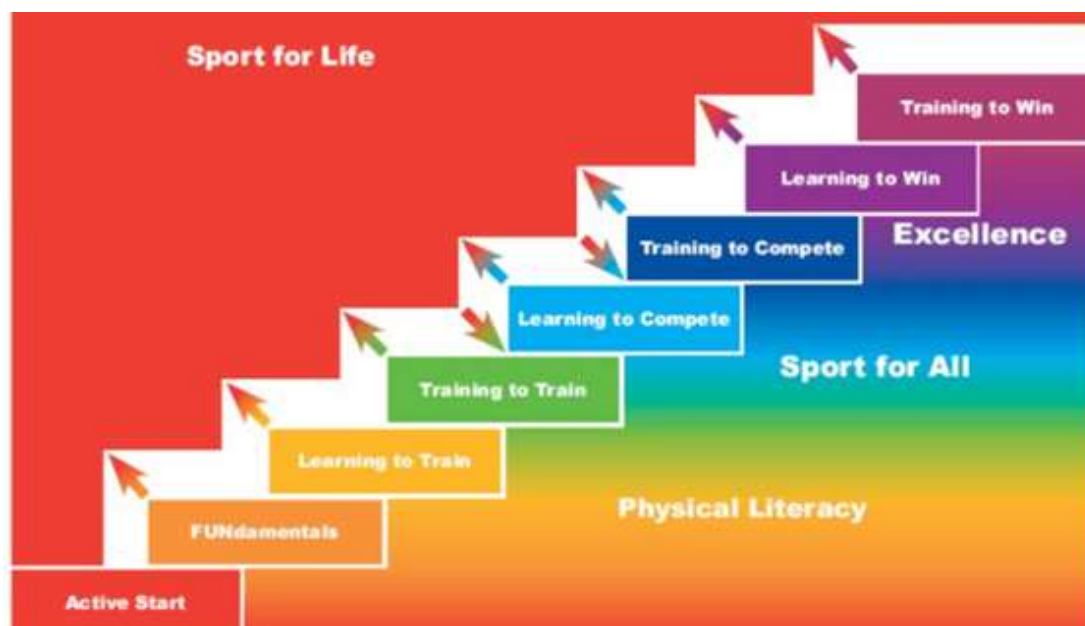 Sport for Life
Training to Win
Learning to Win
Excellence
Training to Compete
Learning to Compete
Sport for All
Training to Train
Learning to Train
Physical Literacy
FUNdamentals
Active Start